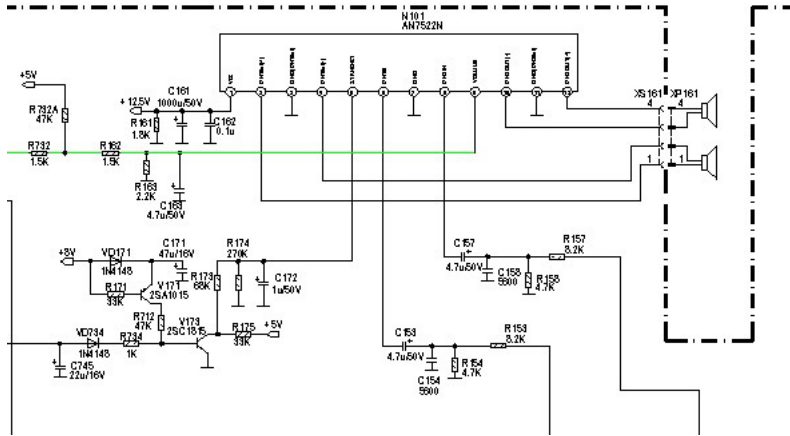 N101
AN7522N
+5V
R732A
47K
C161
1000u/50V
+12.5V
R161
1.8K
C162
0.1u
XS161
XP161
4
4
1
1
R732
1.5K
R162
1.5K
R163
2.2K
C163
4.7u/50V
+8V
VD171
1N4148
C171
47u/16V
R174
270K
R173
68K
C172
1u/50V
R171
33K
V171
2SA1015
R712
47K
V173
2SC1815
R175
33K
+5V
VD734
1N4148
R734
1K
C745
22u/16V
C157
4.7u/50V
C158
5600
R158
4.7K
R157
8.2K
C153
4.7u/50V
C154
5600
R154
4.7K
R153
8.2K
VCC
STANDBY
GND
VOLUME